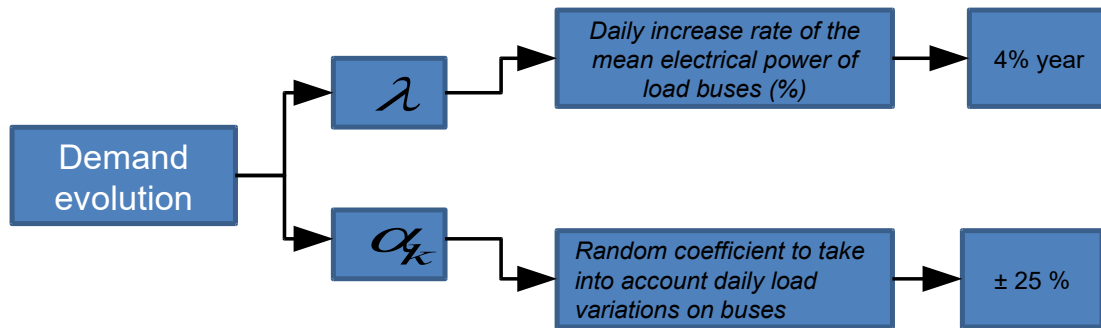 Demand
evolution
λ
Daily increase rate of the
mean electrical power of
load buses (%)
4% year
αk
Random coefficient to take
into account daily load
variations on buses
± 25 %